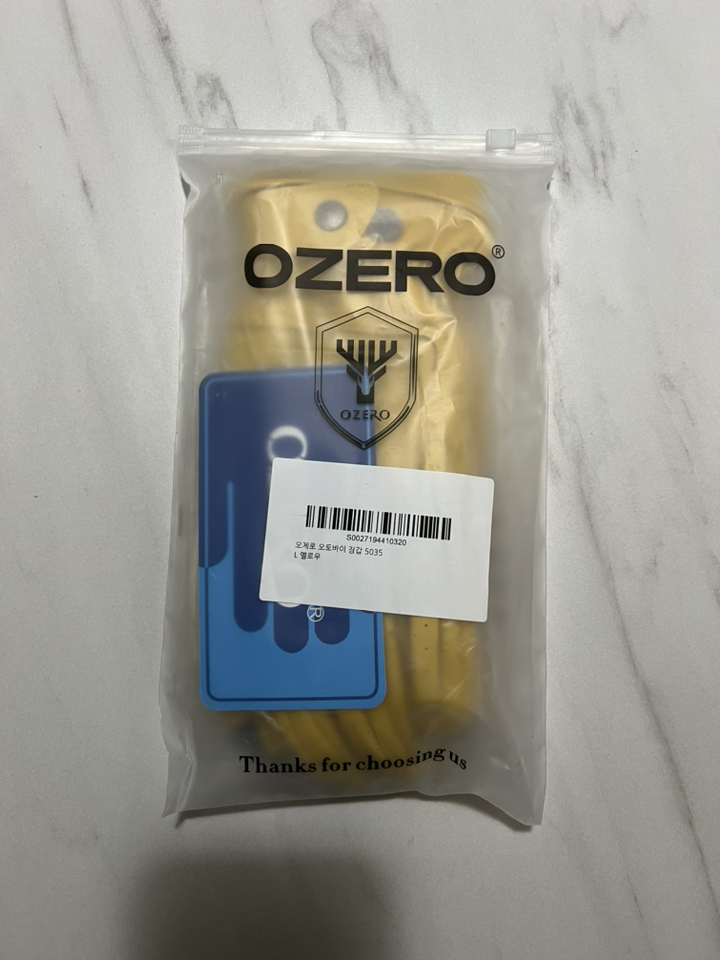 OZERO®
OZERO
S0027194410320
오제로 오토바이 장갑 5035
L 옐로우
®
Thanks for choosing us